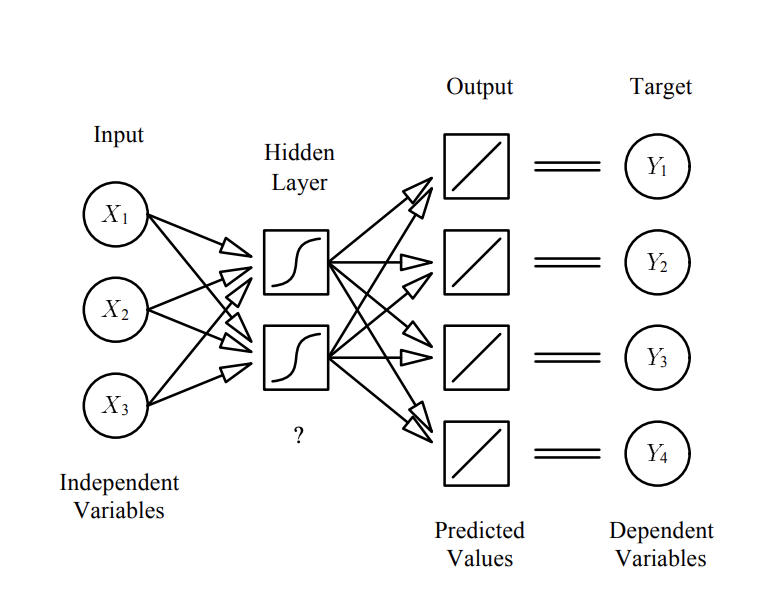 Output
Target
Input
Hidden
Layer
X1
X2
X3
Y1
Y2
Y3
Y4
?
Independent
Variables
Predicted
Values
Dependent
Variables